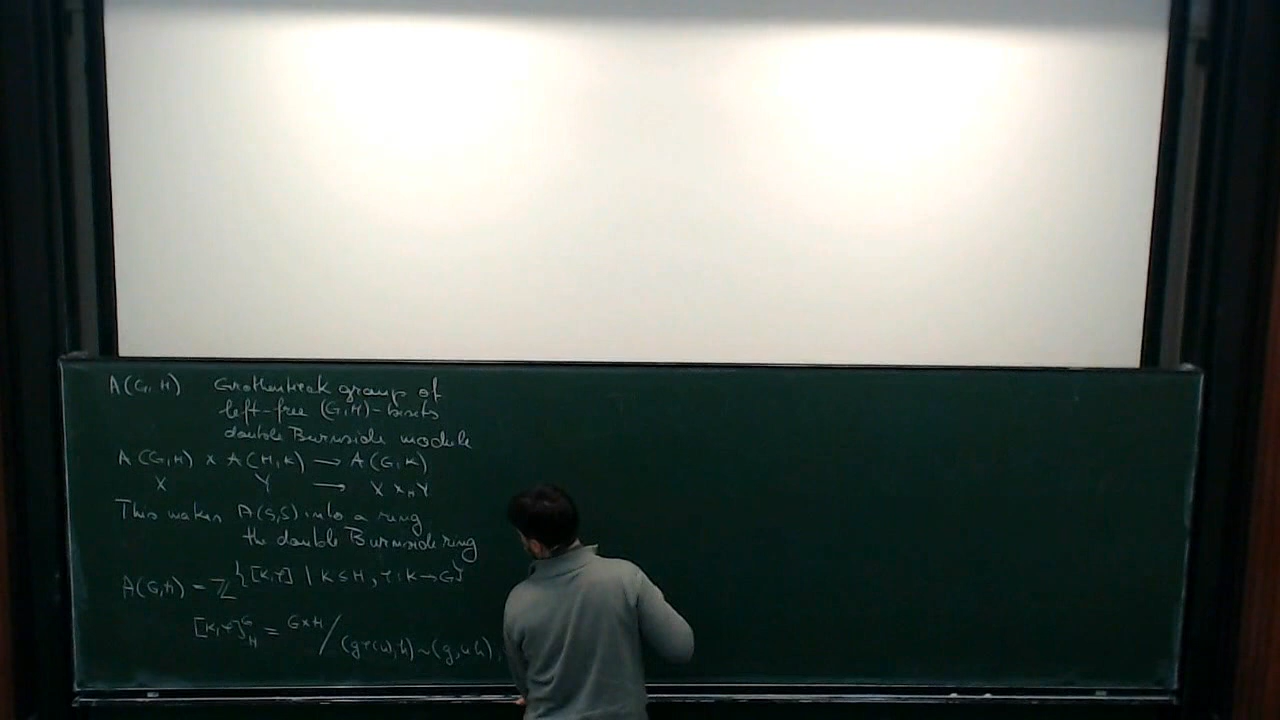 A(G,H) Grothendieck group of
left-free (G,H)-bisets
double Burnside module
A(G,H) × A(H,K) → A(G,K)
X Y → X ×_H Y
This makes A(S,S) into a ring
the double Burnside ring
A(G,H) = ℤ{[K,φ] | K ≤ H, φ: K → G}
[K,φ]_H^G = G×H / (gφ(u),h) ~ (g,uh),